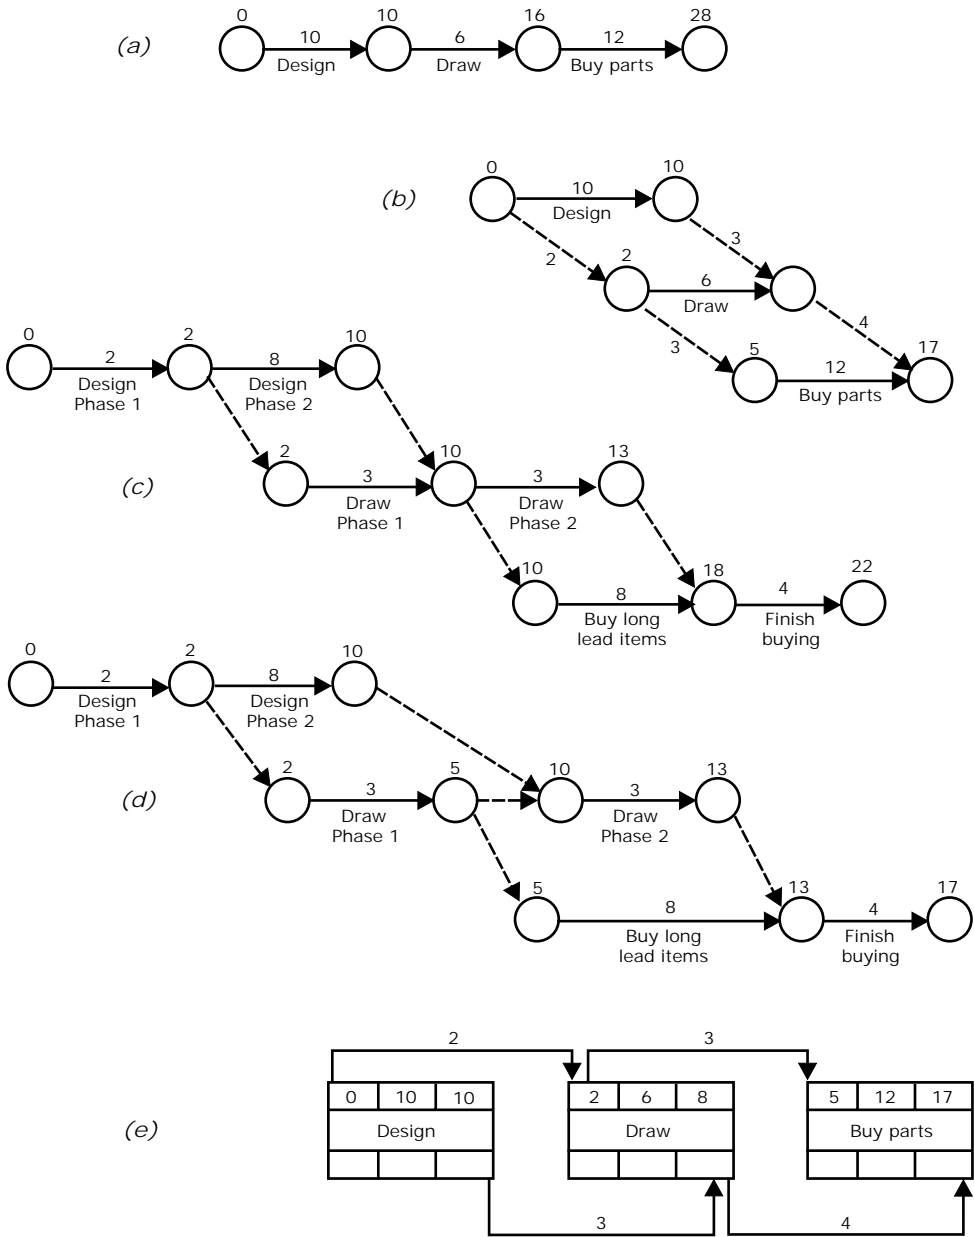 0 10 16 28
(a) 10 6 12
Design Draw Buy parts
0 10
(b) 10
Design
3
2 2
6
Draw
4
3 5 17
12
Buy parts
0 2 10
2 8
Design Design
Phase 1 Phase 2
2 10 13
(c) 3 3
Draw Draw
Phase 1 Phase 2
10 18 22
8 4
Buy long Finish
lead items buying
0 2 10
2 8
Design Design
Phase 1 Phase 2
2 5 10 13
(d) 3 3
Draw Draw
Phase 1 Phase 2
5 13 17
8 4
Buy long Finish
lead items buying
2 3
0 10 10 2 6 8 5 12 17
(e) Design Draw Buy parts
3 4